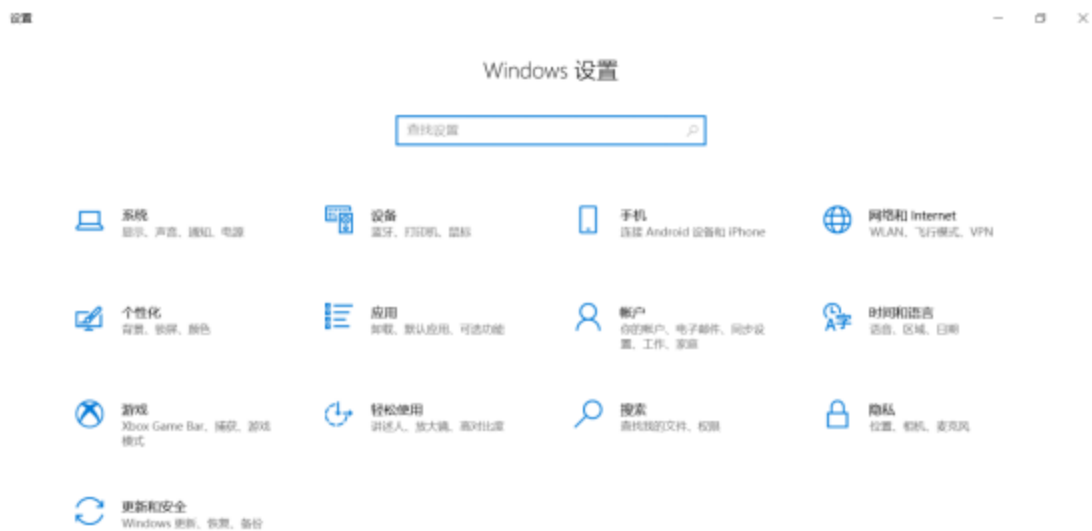 设置
Windows 设置
查找设置
系统
显示、声音、通知、电源
设备
蓝牙、打印机、鼠标
手机
连接 Android 设备和 iPhone
网络和 Internet
WLAN、飞行模式、VPN
个性化
背景、锁屏、颜色
应用
卸载、默认应用、可选功能
帐户
你的帐户、电子邮件、同步设
置、工作、家庭
时间和语言
语音、区域、日期
游戏
Xbox Game Bar、捕获、游戏
模式
轻松使用
讲述人、放大镜、高对比度
搜索
查找我的文件、权限
隐私
位置、相机、麦克风
更新和安全
Windows 更新、恢复、备份